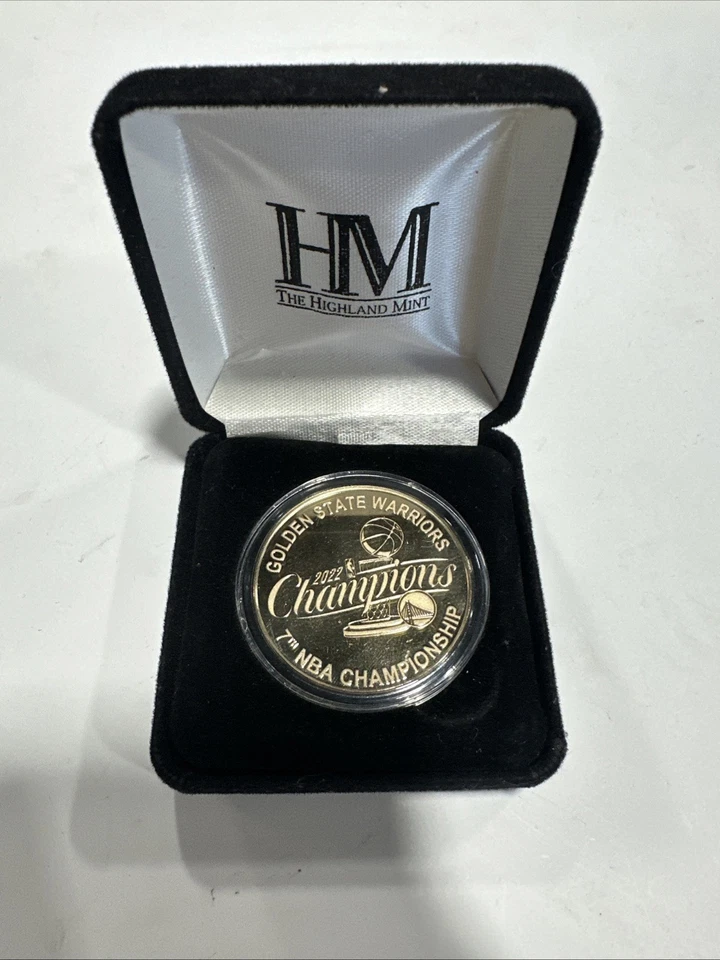 HM
THE HIGHLAND MINT
GOLDEN STATE WARRIORS
2022
Champions
7TH NBA CHAMPIONSHIP